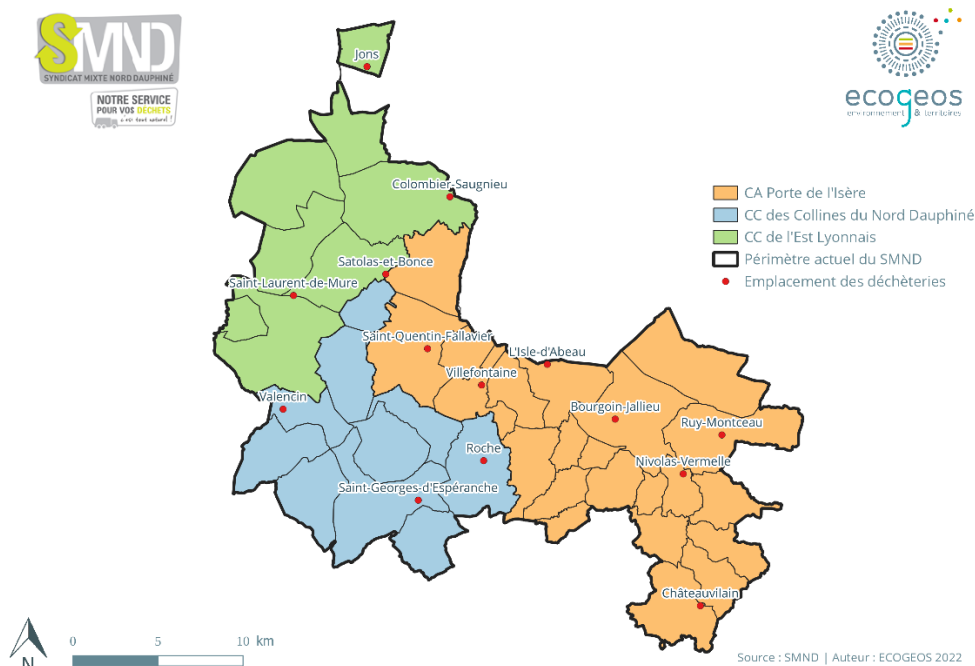 SMND
SYNDICAT MIXTE NORD DAUPHINÉ
NOTRE SERVICE
POUR VOS DÉCHETS
c'est tout naturel !
ecogeos
environnement & territoires
Jons
Colombier-Saugnieu
Satolas-et-Bonce
Saint-Laurent-de-Mure
Saint-Quentin-Fallavier
L'Isle-d'Abeau
Villefontaine
Valencin
Bourgoin-Jallieu
Ruy-Montceau
Roche
Nivolas-Vermelle
Saint-Georges-d'Espéranche
Châteauvilain
CA Porte de l'Isère
CC des Collines du Nord Dauphiné
CC de l'Est Lyonnais
Périmètre actuel du SMND
Emplacement des déchèteries
N
0 5 10 km
Source : SMND | Auteur : ECOGEOS 2022